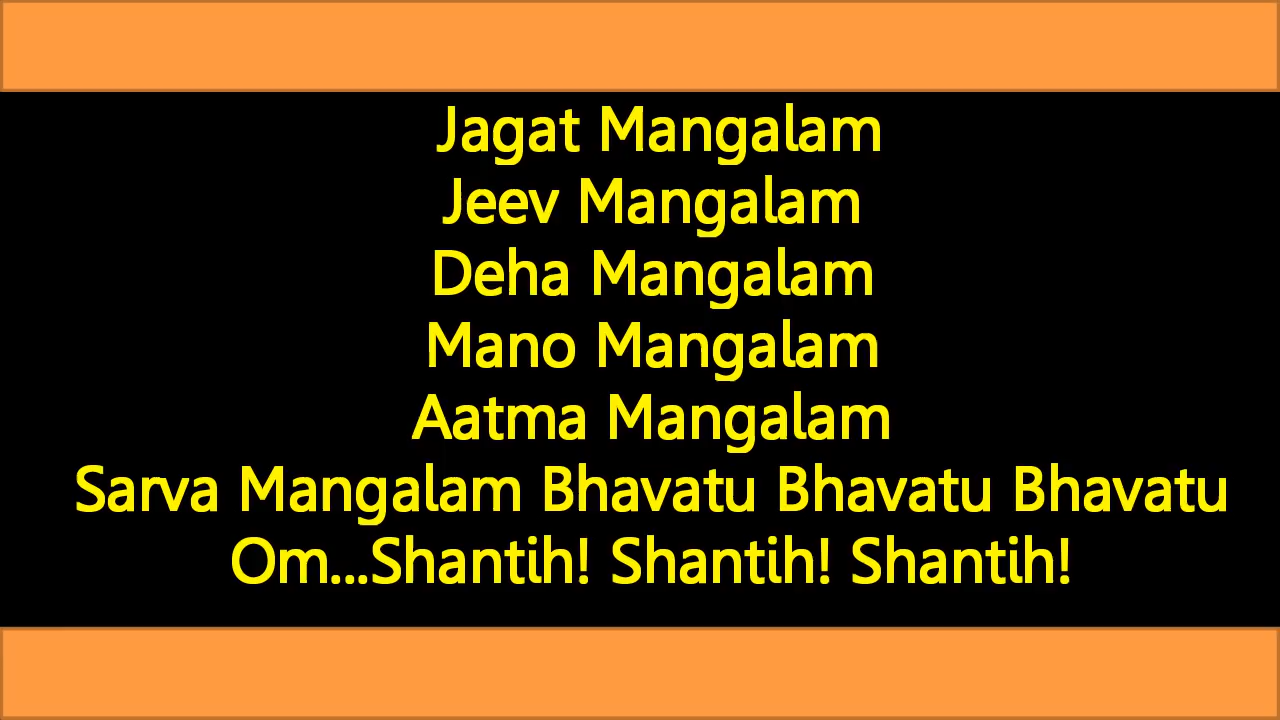 Jagat Mangalam
Jeev Mangalam
Deha Mangalam
Mano Mangalam
Aatma Mangalam
Sarva Mangalam Bhavatu Bhavatu Bhavatu
Om...Shantih! Shantih! Shantih!